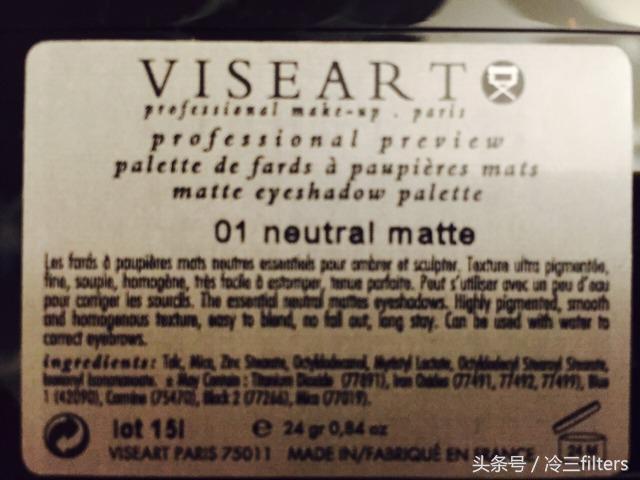 VISEART
professional make-up . paris
professional preview
palette de fards à paupières mats
matte eyeshadow palette
01 neutral matte
Les fards à paupières mats neutres essentiels pour ombrer et sculpter. Texture ultra pigmentée,
fine, souple, homogène, très facile à estomper, tenue parfaite. Peut s'utiliser avec un peu d'eau
pour corriger les sourcils. The essential neutral mattes eyeshadows. Highly pigmented, smooth
and homogenous texture, easy to blend, no fall out, long stay. Can be used with water to
correct eyebrows.
ingredients: Talc, Mica, Zinc Stearate, Octyldodecanol, Myristyl Lactate, Octyldodecyl Stearoyl Stearate,
May Contain : Titanium Dioxide (77891), Iron Oxides (77491, 77492, 77499), Blue
1 (42090), Carmine (75470), Black 2 (77266), Mica (77019).
lot 15l e 24 gr 0,84 oz
VISEART PARIS 75011 MADE IN/FABRIQUÉ EN FRANCE
头条号 / 冷三filters